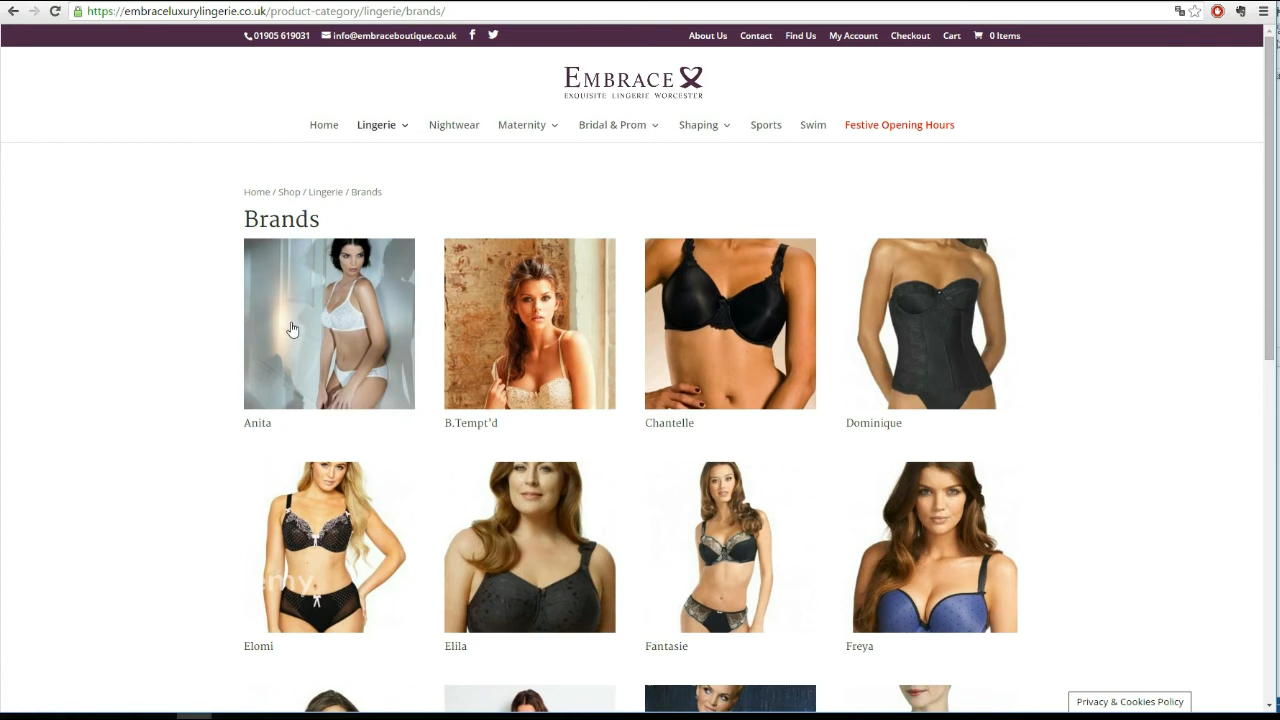 https://embraceluxurylingerie.co.uk/product-category/lingerie/brands/
01905 619031 info@embraceboutique.co.uk About Us Contact Find Us My Account Checkout Cart 0 Items
EMBRACE
EXQUISITE LINGERIE WORCESTER
Home Lingerie Nightwear Maternity Bridal & Prom Shaping Sports Swim Festive Opening Hours
Home / Shop / Lingerie / Brands
Brands
Anita B.Tempt'd Chantelle Dominique
Elomi Elila Fantasie Freya
Privacy & Cookies Policy